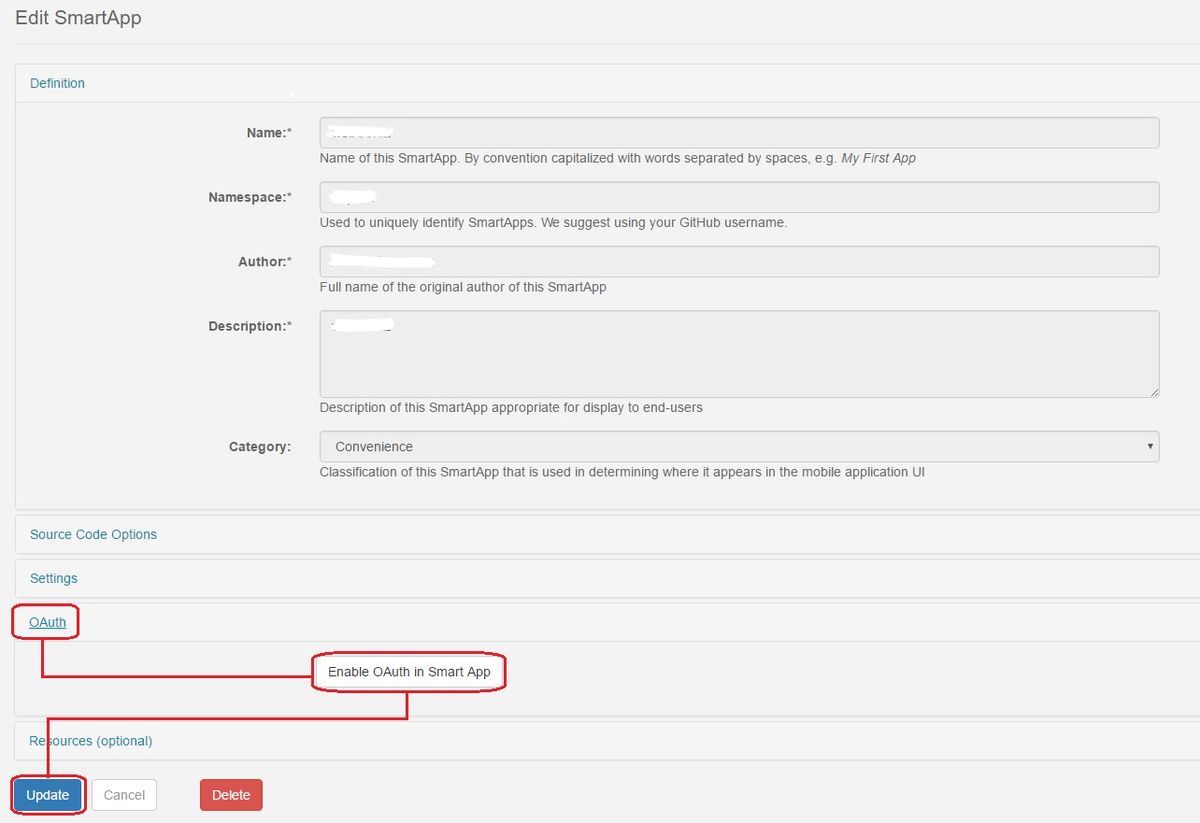 Edit SmartApp
Definition
Name:*
Name of this SmartApp. By convention capitalized with words separated by spaces, e.g. My First App
Namespace:*
Used to uniquely identify SmartApps. We suggest using your GitHub username.
Author:*
Full name of the original author of this SmartApp
Description:*
Description of this SmartApp appropriate for display to end-users
Category:
Convenience
Classification of this SmartApp that is used in determining where it appears in the mobile application UI
Source Code Options
Settings
OAuth
Enable OAuth in Smart App
Resources (optional)
Update Cancel Delete